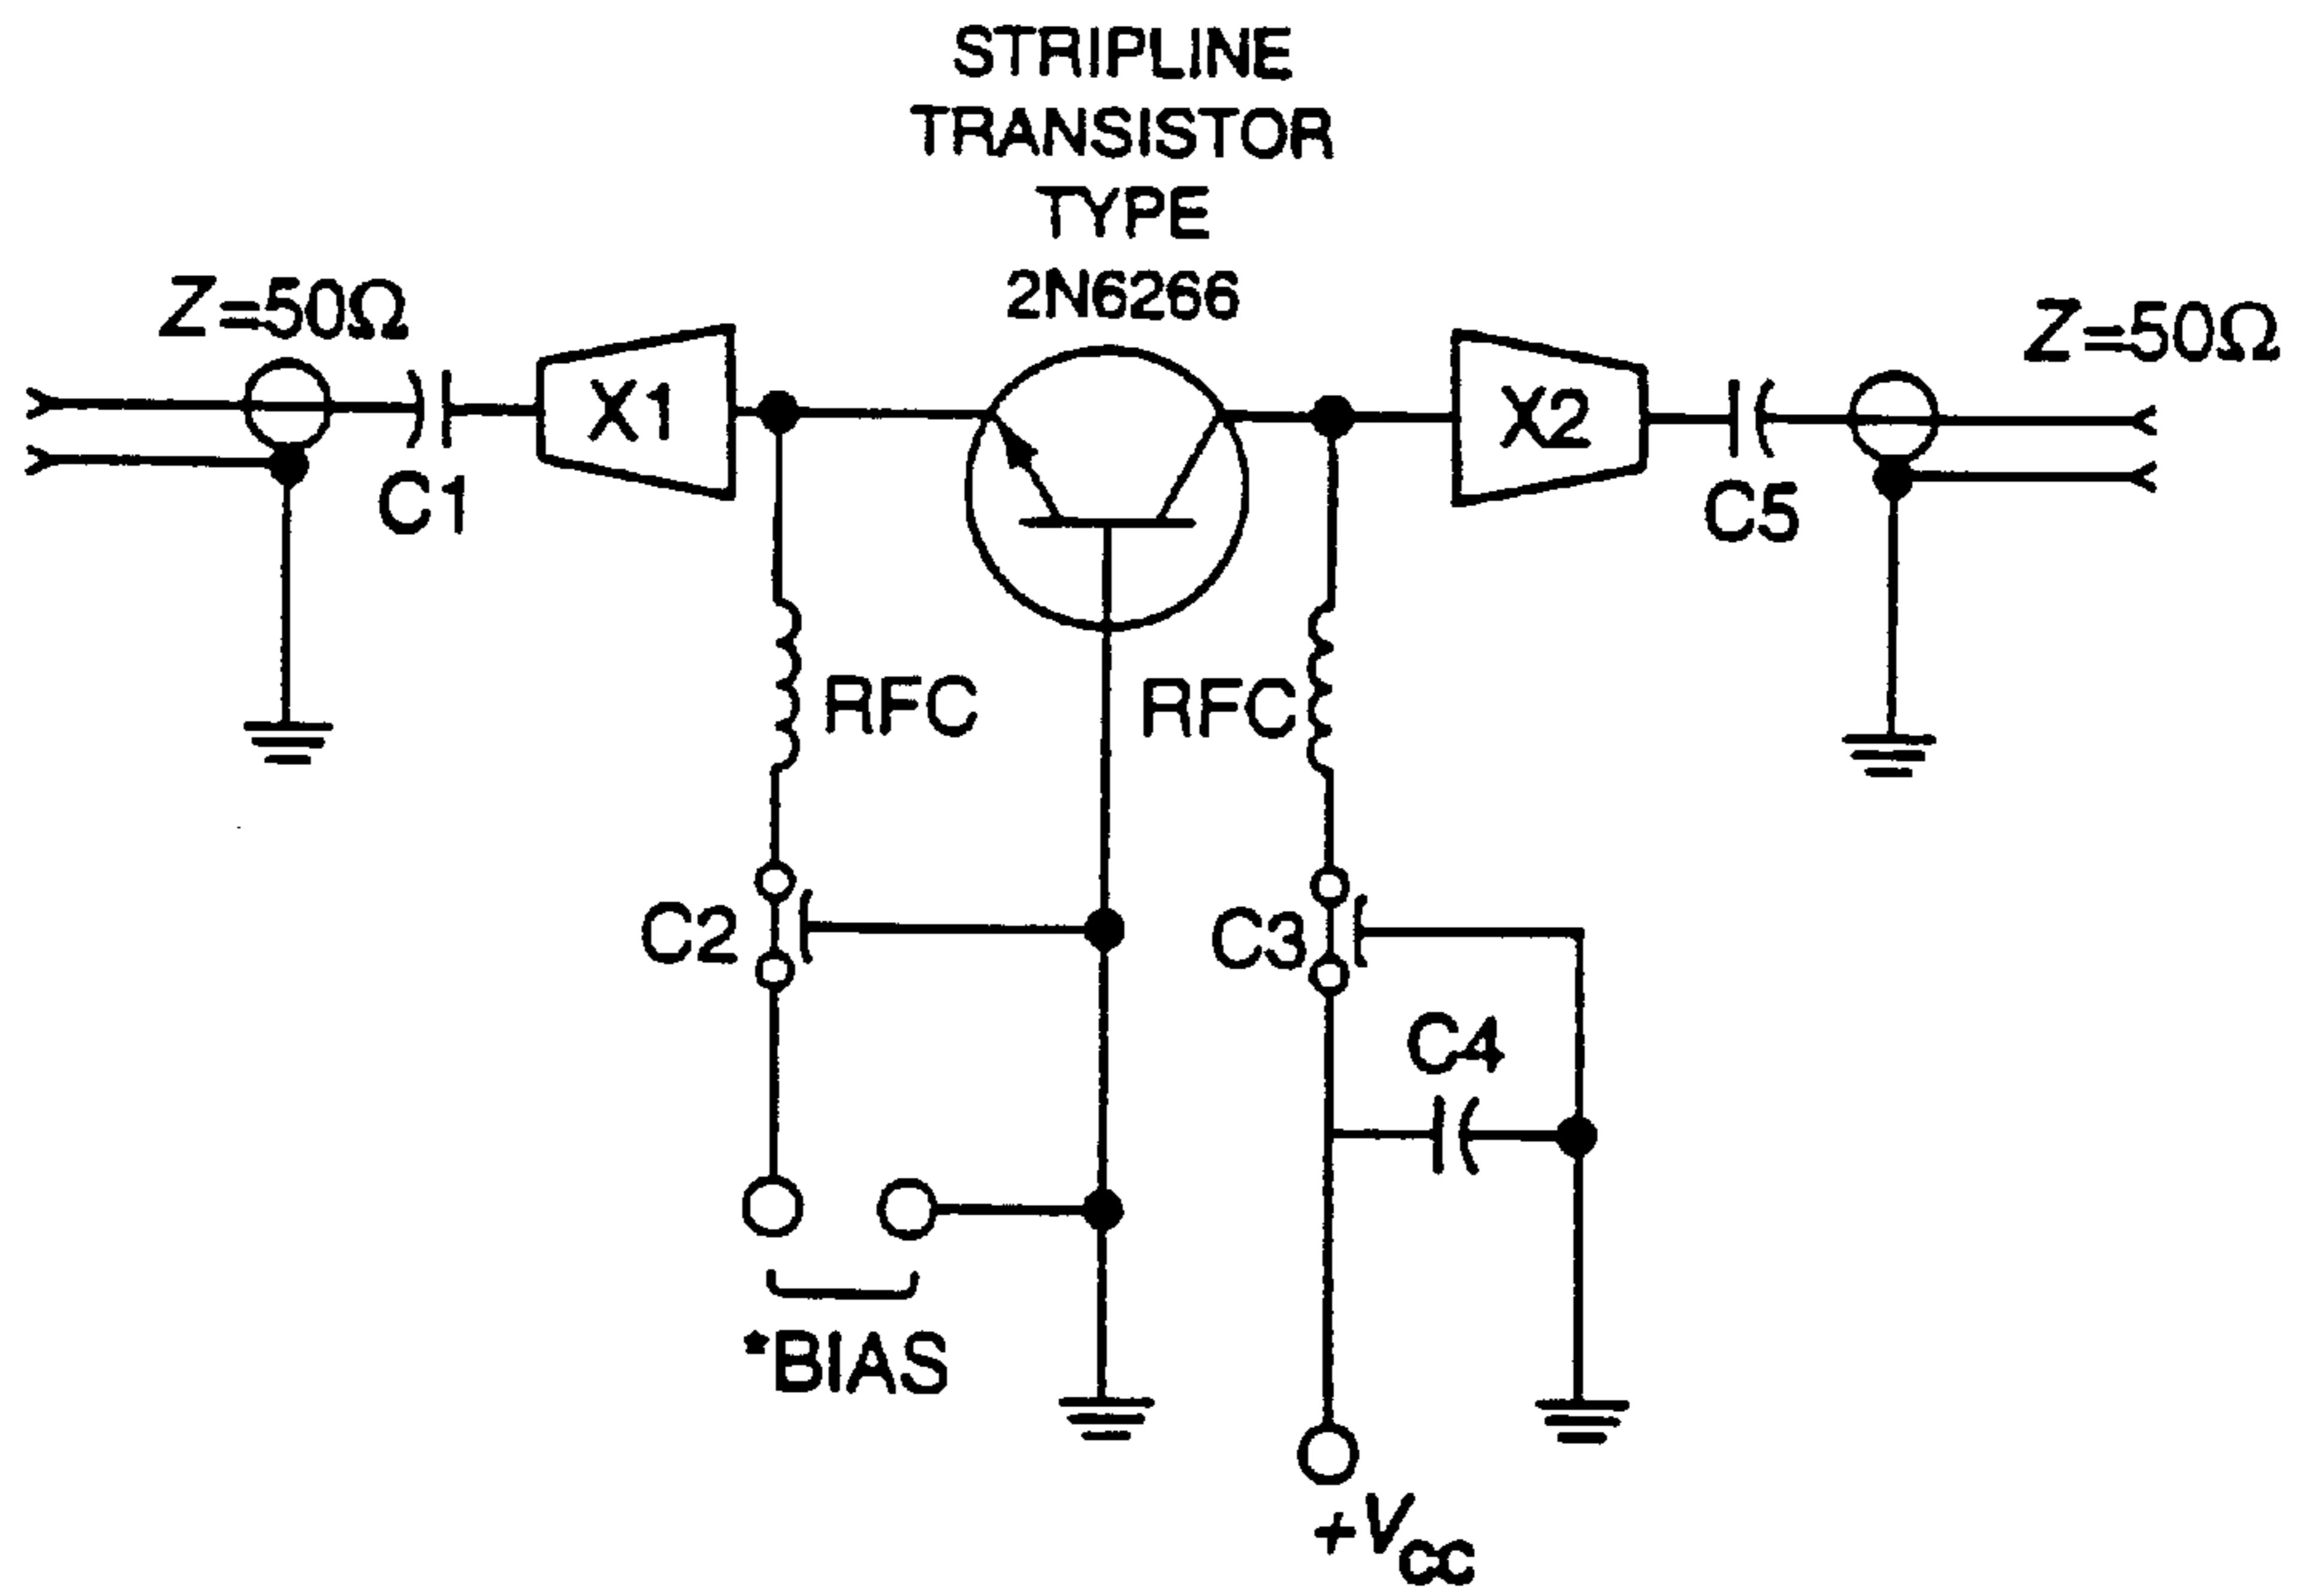 STRIPLINE
TRANSISTOR
TYPE
2N6266
Z=50Ω
Z=50Ω
X1
X2
C1
C5
RFC
RFC
C2
C3
C4
*BIAS
+VCC